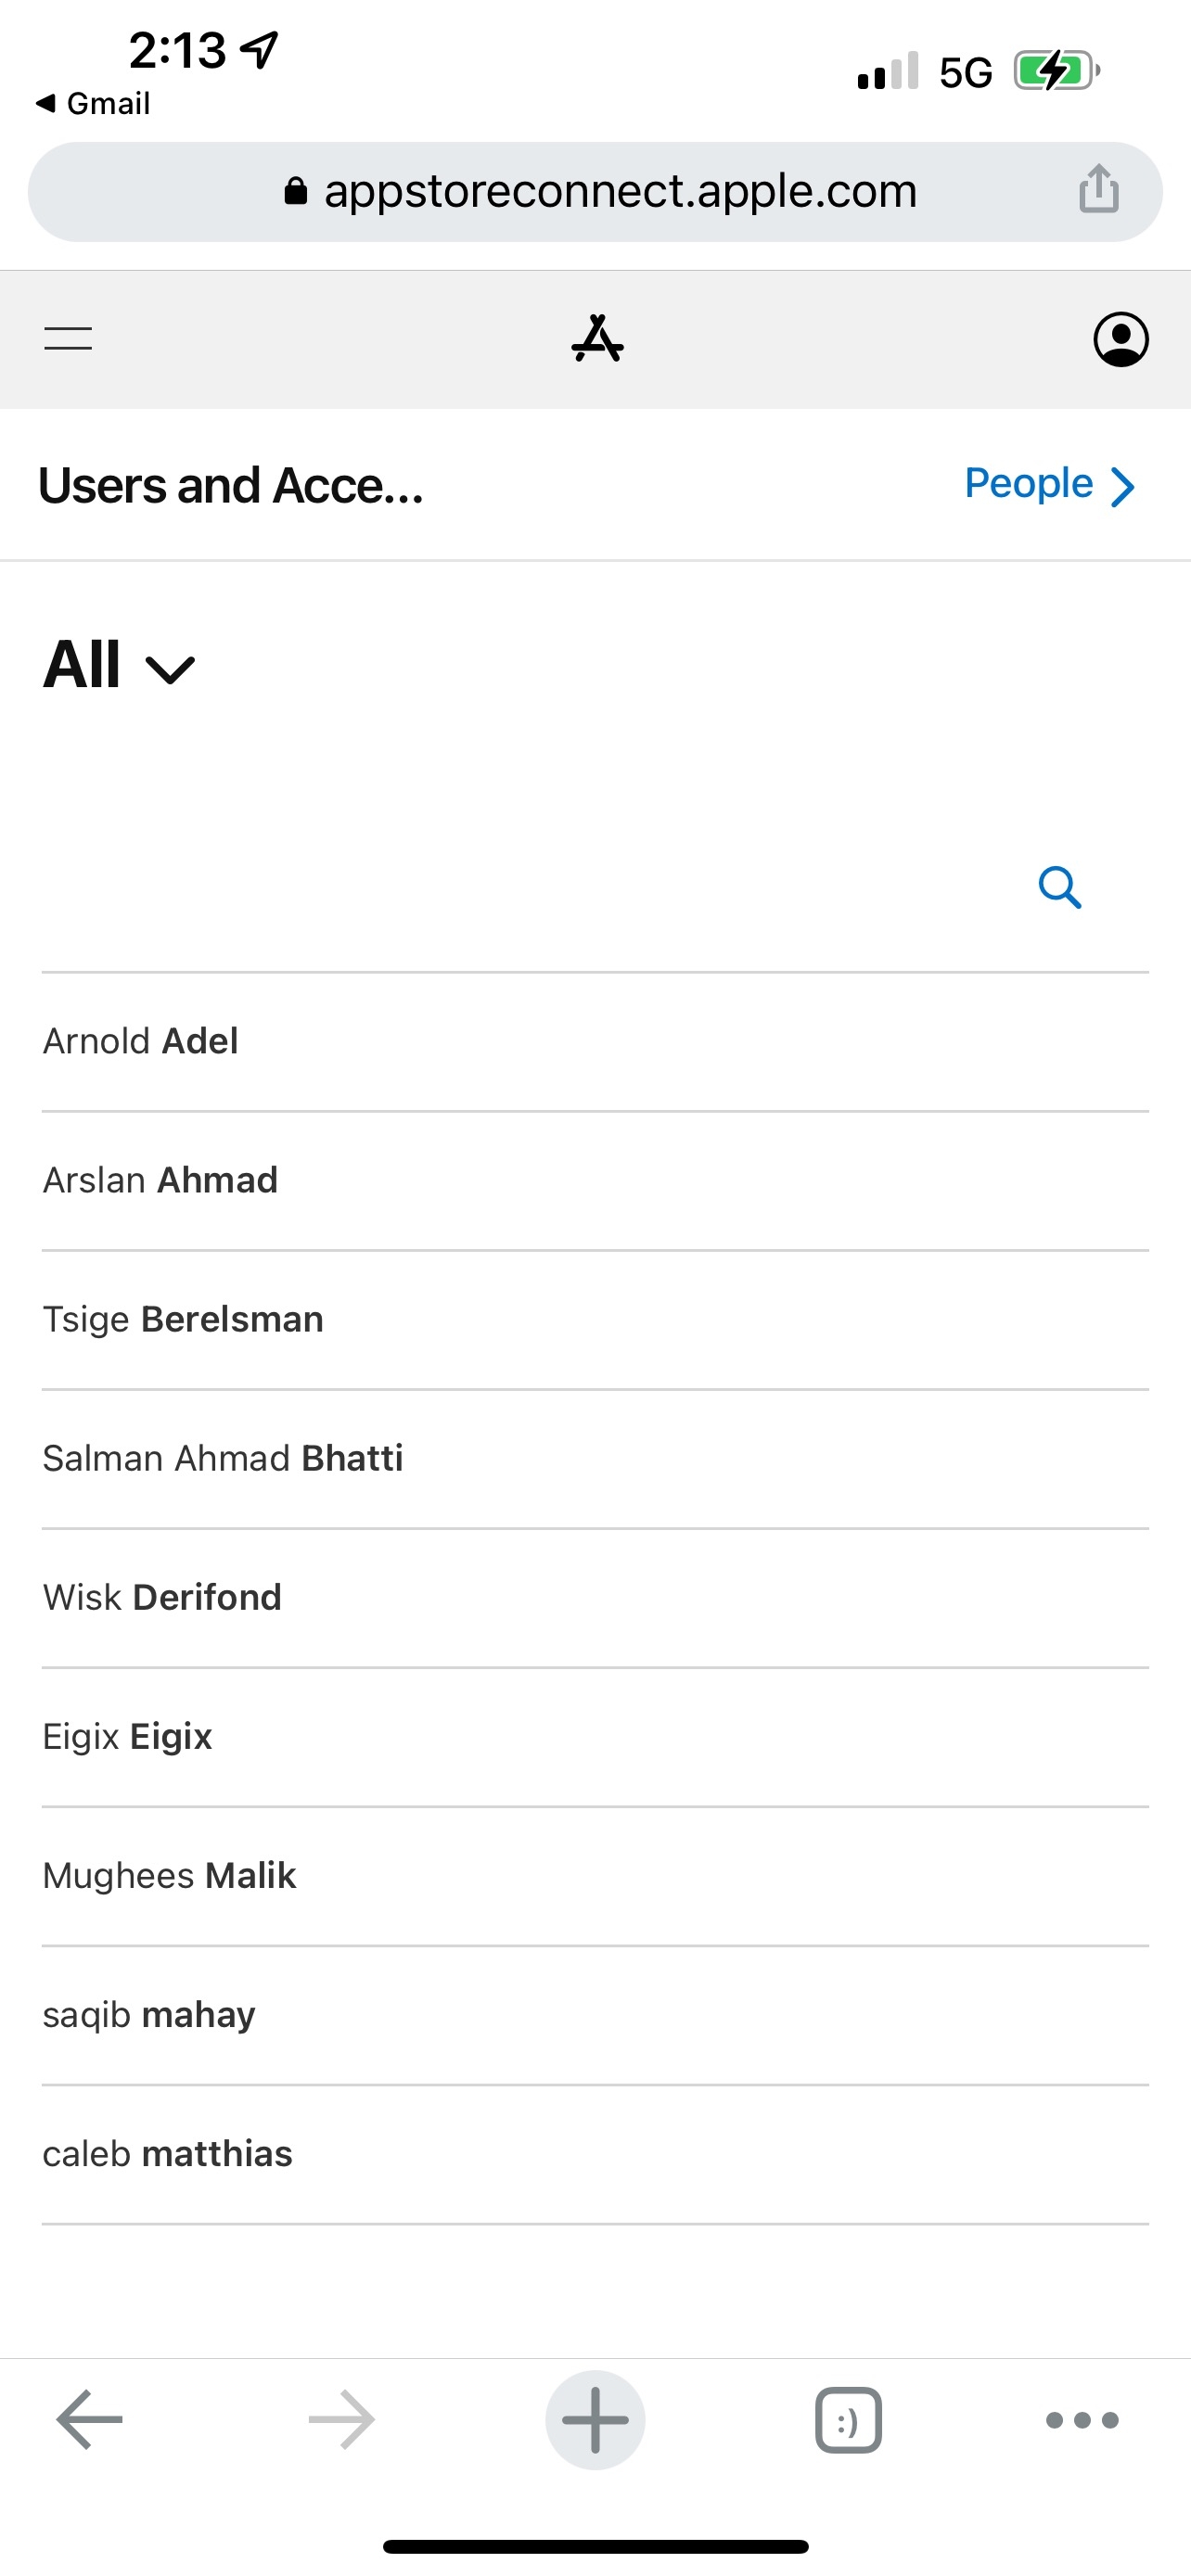 2:13
Gmail
5G
appstoreconnect.apple.com
Users and Acce...
People
All
Arnold Adel
Arslan Ahmad
Tsige Berelsman
Salman Ahmad Bhatti
Wisk Derifond
Eigix Eigix
Mughees Malik
saqib mahay
caleb matthias
:)